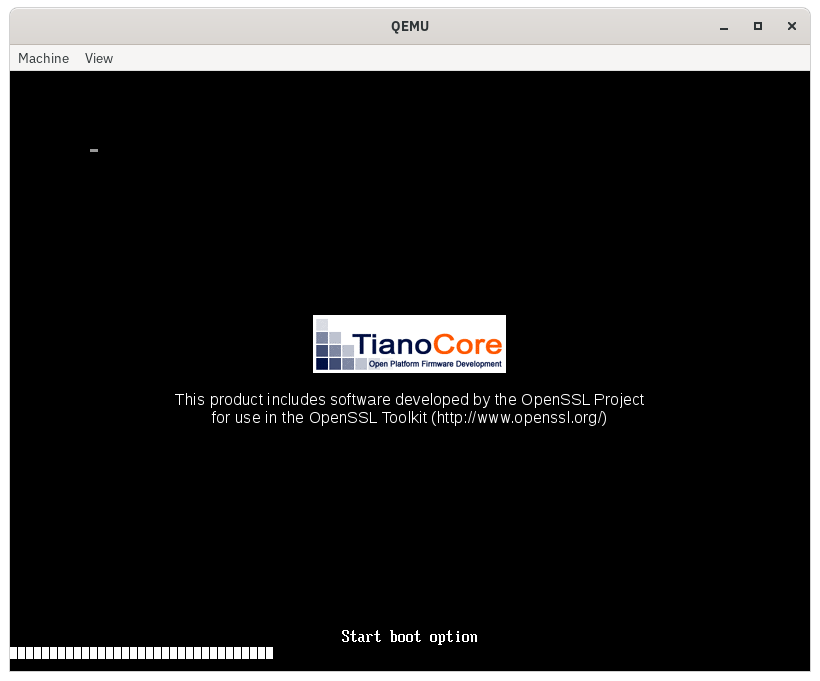 QEMU
Machine View
TianoCore
Open Platform Firmware Development
This product includes software developed by the OpenSSL Project
for use in the OpenSSL Toolkit (http://www.openssl.org/)
Start boot option